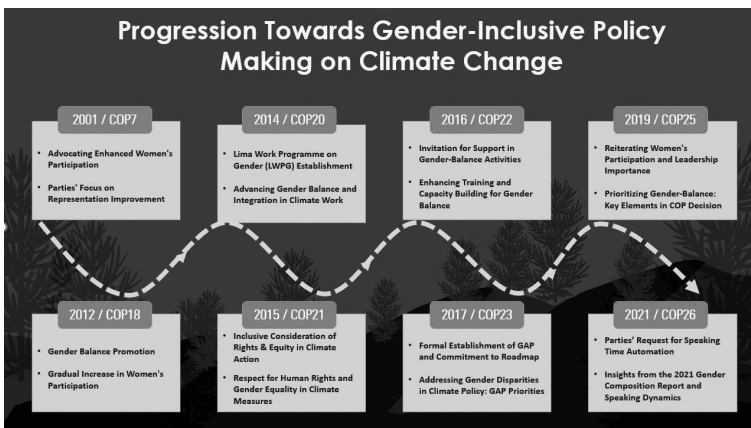 Progression Towards Gender-Inclusive Policy
Making on Climate Change
2001 / COP7
• Advocating Enhanced Women's
Participation
• Parties' Focus on
Representation Improvement
2012 / COP18
• Gender Balance Promotion
• Gradual Increase in Women's
Participation
2014 / COP20
• Lima Work Programme on
Gender (LWPG) Establishment
• Advancing Gender Balance and
Integration in Climate Work
2015 / COP21
• Inclusive Consideration of
Rights & Equity in Climate
Action
• Respect for Human Rights and
Gender Equality in Climate
Measures
2016 / COP22
• Invitation for Support in
Gender-Balance Activities
• Enhancing Training and
Capacity Building for Gender
Balance
2017 / COP23
• Formal Establishment of GAP
and Commitment to Roadmap
• Addressing Gender Disparities
in Climate Policy: GAP Priorities
2019 / COP25
• Reiterating Women's
Participation and Leadership
Importance
• Prioritizing Gender-Balance:
Key Elements in COP Decision
2021 / COP26
• Parties' Request for Speaking
Time Automation
• Insights from the 2021 Gender
Composition Report and
Speaking Dynamics